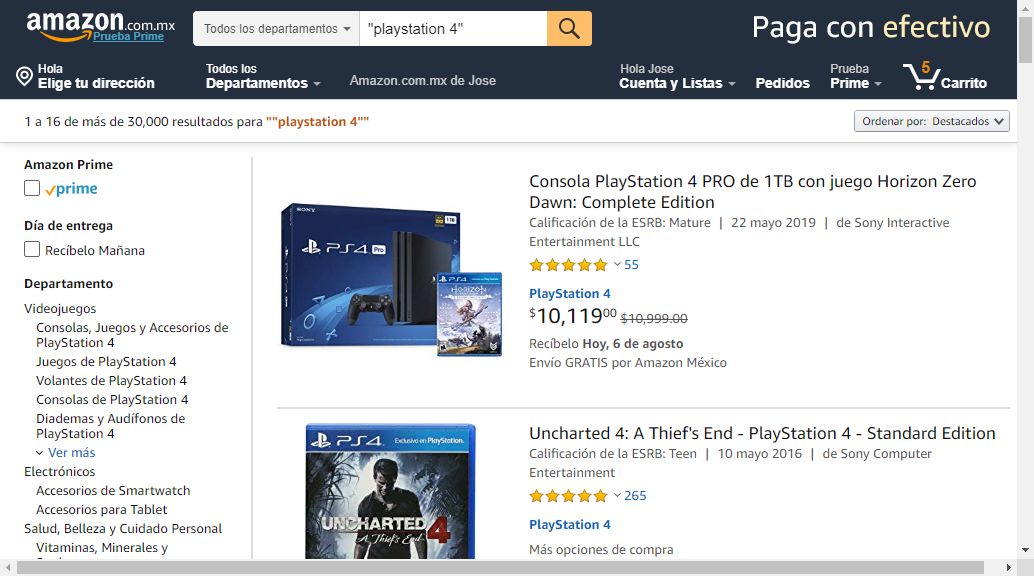 amazon.com.mx
Prueba Prime
Todos los departamentos
"playstation 4"
Paga con efectivo
Hola
Elige tu dirección
Todos los
Departamentos
Amazon.com.mx de Jose
Hola Jose
Cuenta y Listas
Pedidos
Prueba
Prime
5
Carrito
1 a 16 de más de 30,000 resultados para ""playstation 4""
Ordenar por: Destacados
Amazon Prime
prime
Día de entrega
Recíbelo Mañana
Departamento
Videojuegos
Consolas, Juegos y Accesorios de
PlayStation 4
Juegos de PlayStation 4
Volantes de PlayStation 4
Consolas de PlayStation 4
Diademas y Audífonos de
PlayStation 4
Ver más
Electrónicos
Accesorios de Smartwatch
Accesorios para Tablet
Salud, Belleza y Cuidado Personal
Vitaminas, Minerales y
SONY
1TB
PS4 Pro
PS4
HORIZON
Consola PlayStation 4 PRO de 1TB con juego Horizon Zero
Dawn: Complete Edition
Calificación de la ESRB: Mature | 22 mayo 2019 | de Sony Interactive
Entertainment LLC
55
PlayStation 4
$10,119.00 $10,999.00
Recíbelo Hoy, 6 de agosto
Envío GRATIS por Amazon México
PS4 Exclusivo en PlayStation.
UNCHARTED 4
A Thief's End
Uncharted 4: A Thief's End - PlayStation 4 - Standard Edition
Calificación de la ESRB: Teen | 10 mayo 2016 | de Sony Computer
Entertainment
265
PlayStation 4
Más opciones de compra